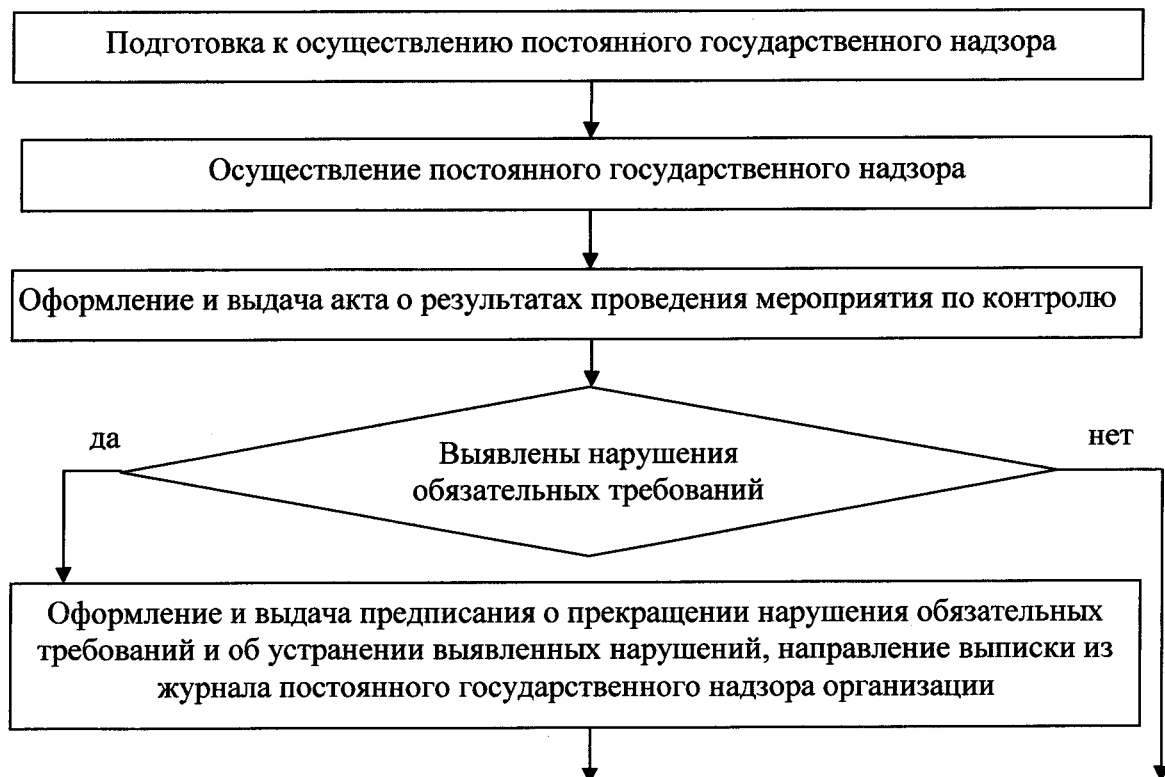 Подготовка к осуществлению постоянного государственного надзора
Осуществление постоянного государственного надзора
Оформление и выдача акта о результатах проведения мероприятия по контролю
да
нет
Выявлены нарушения
обязательных требований
Оформление и выдача предписания о прекращении нарушения обязательных
требований и об устранении выявленных нарушений, направление выписки из
журнала постоянного государственного надзора организации